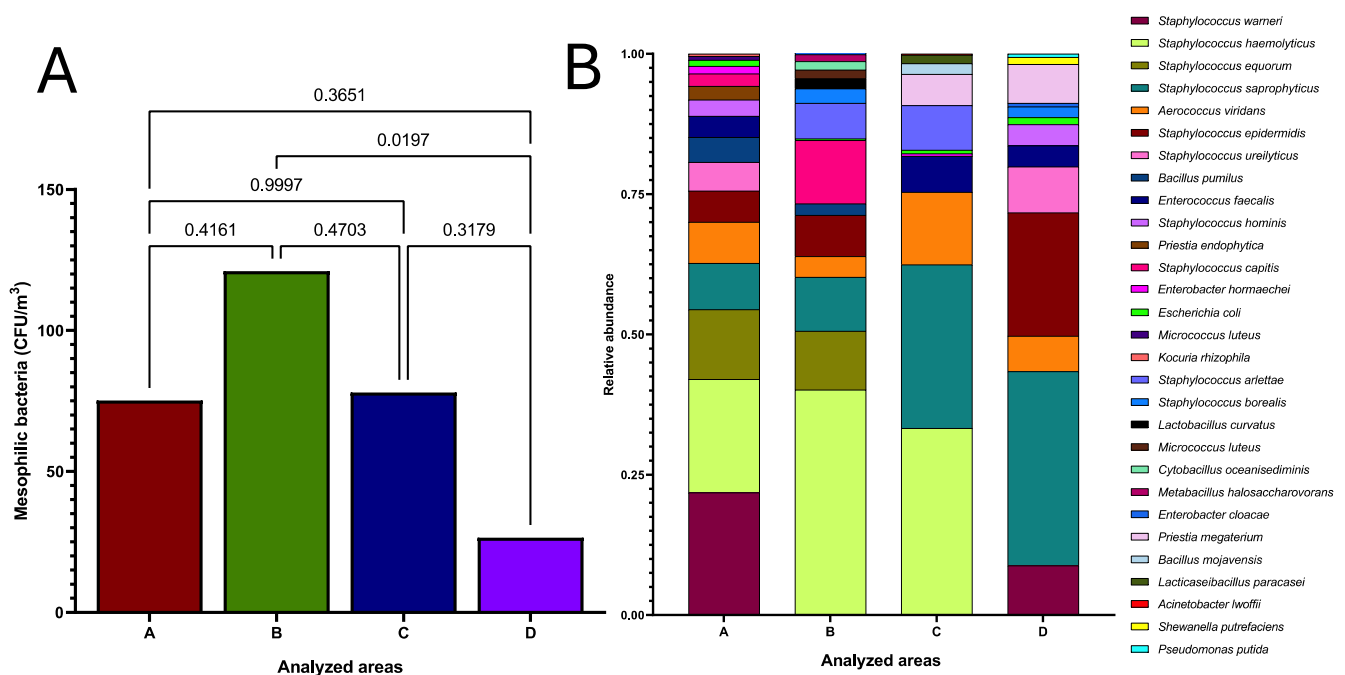 A
0.3651
0.0197
0.9997
0.4161
0.4703
0.3179
150
100
50
0
Mesophilic bacteria (CFU/m³)
A
B
C
D
Analyzed areas
B
1.00
0.75
0.50
0.25
0.00
Relative abundance
A
B
C
D
Analyzed areas
Staphylococcus warneri
Staphylococcus haemolyticus
Staphylococcus equorum
Staphylococcus saprophyticus
Aerococcus viridans
Staphylococcus epidermidis
Staphylococcus ureilyticus
Bacillus pumilus
Enterococcus faecalis
Staphylococcus hominis
Priestia endophytica
Staphylococcus capitis
Enterobacter hormaechei
Escherichia coli
Micrococcus luteus
Kocuria rhizophila
Staphylococcus arlettae
Staphylococcus borealis
Lactobacillus curvatus
Micrococcus luteus
Cytobacillus oceanisediminis
Metabacillus halosaccharovorans
Enterobacter cloacae
Priestia megaterium
Bacillus mojavensis
Lacticaseibacillus paracasei
Acinetobacter lwoffii
Shewanella putrefaciens
Pseudomonas putida